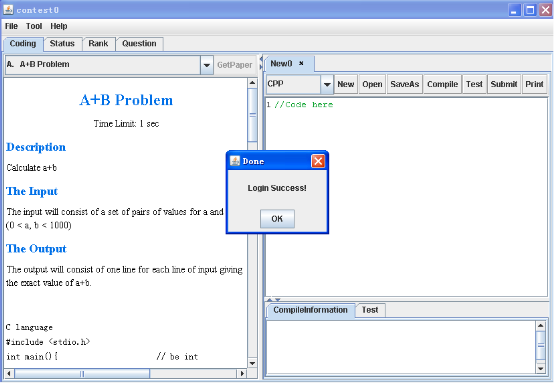 contest0
File Tool Help
Coding Status Rank Question
A. A+B Problem GetPaper
A+B Problem
Time Limit: 1 sec
Description
Calculate a+b
The Input
The input will consist of a set of pairs of values for a and
(0 < a, b < 1000)
The Output
The output will consist of one line for each line of input giving
the exact value of a+b.
C language
#include <stdio.h>
int main(){ // be int
New0 ×
CPP New Open SaveAs Compile Test Submit Print
1 //Code here
Done
Login Success!
OK
CompileInformation Test